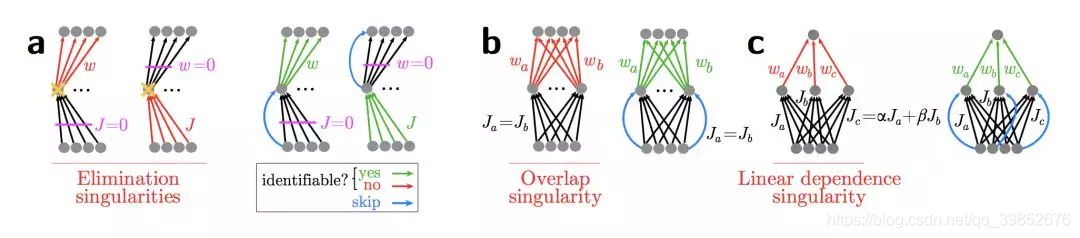 a
w
w=0
w
w=0
...
...
...
...
J=0
J
J=0
J
Elimination
singularities
identifiable?
yes
no
skip
b
w_a
w_b
w_a
w_b
...
...
J_a=J_b
J_a=J_b
Overlap
singularity
c
w_a
w_b
w_c
w_a
w_b
w_c
J_b
J_a
J_c=αJ_a+βJ_b
J_b
J_a
J_c
Linear dependence
singularity
https://blog.csdn.net/qq_39852676